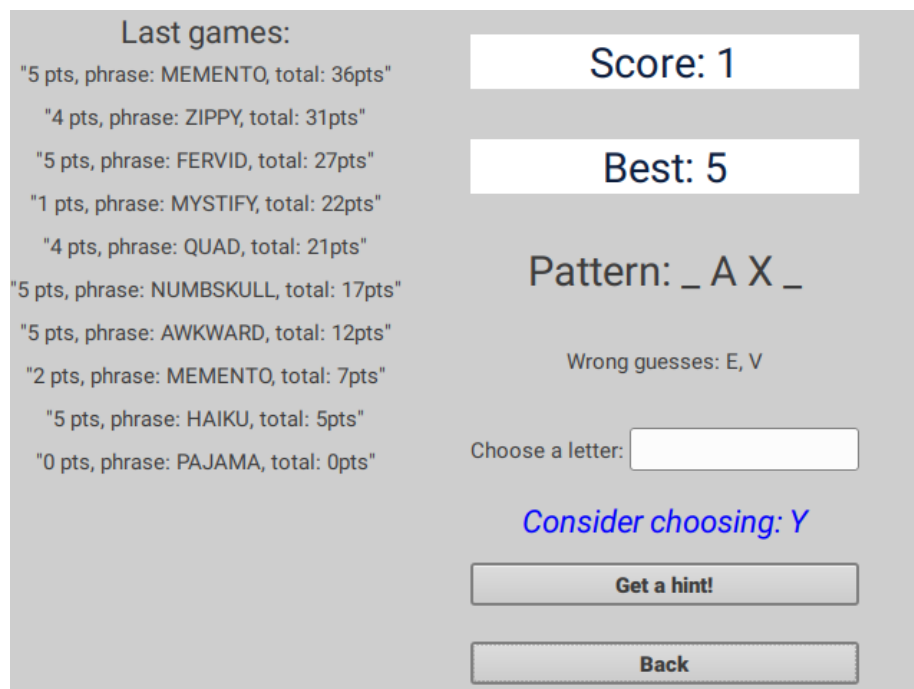 Last games:
"5 pts, phrase: MEMENTO, total: 36pts"
"4 pts, phrase: ZIPPY, total: 31pts"
"5 pts, phrase: FERVID, total: 27pts"
"1 pts, phrase: MYSTIFY, total: 22pts"
"4 pts, phrase: QUAD, total: 21pts"
"5 pts, phrase: NUMBSKULL, total: 17pts"
"5 pts, phrase: AWKWARD, total: 12pts"
"2 pts, phrase: MEMENTO, total: 7pts"
"5 pts, phrase: HAIKU, total: 5pts"
"0 pts, phrase: PAJAMA, total: 0pts"
Score: 1
Best: 5
Pattern: _ A X _
Wrong guesses: E, V
Choose a letter:
Consider choosing: Y
Get a hint!
Back